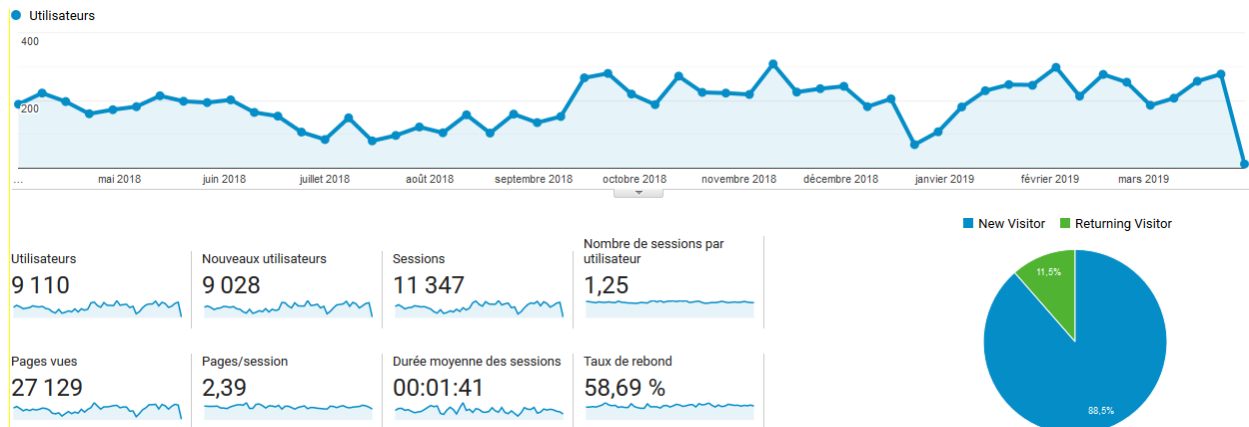 Utilisateurs
400
200
...
mai 2018
juin 2018
juillet 2018
août 2018
septembre 2018
octobre 2018
novembre 2018
décembre 2018
janvier 2019
février 2019
mars 2019
New Visitor
Returning Visitor
Utilisateurs
9 110
Nouveaux utilisateurs
9 028
Sessions
11 347
Nombre de sessions par
utilisateur
1,25
Pages vues
27 129
Pages/session
2,39
Durée moyenne des sessions
00:01:41
Taux de rebond
58,69 %
11,5%
88,5%